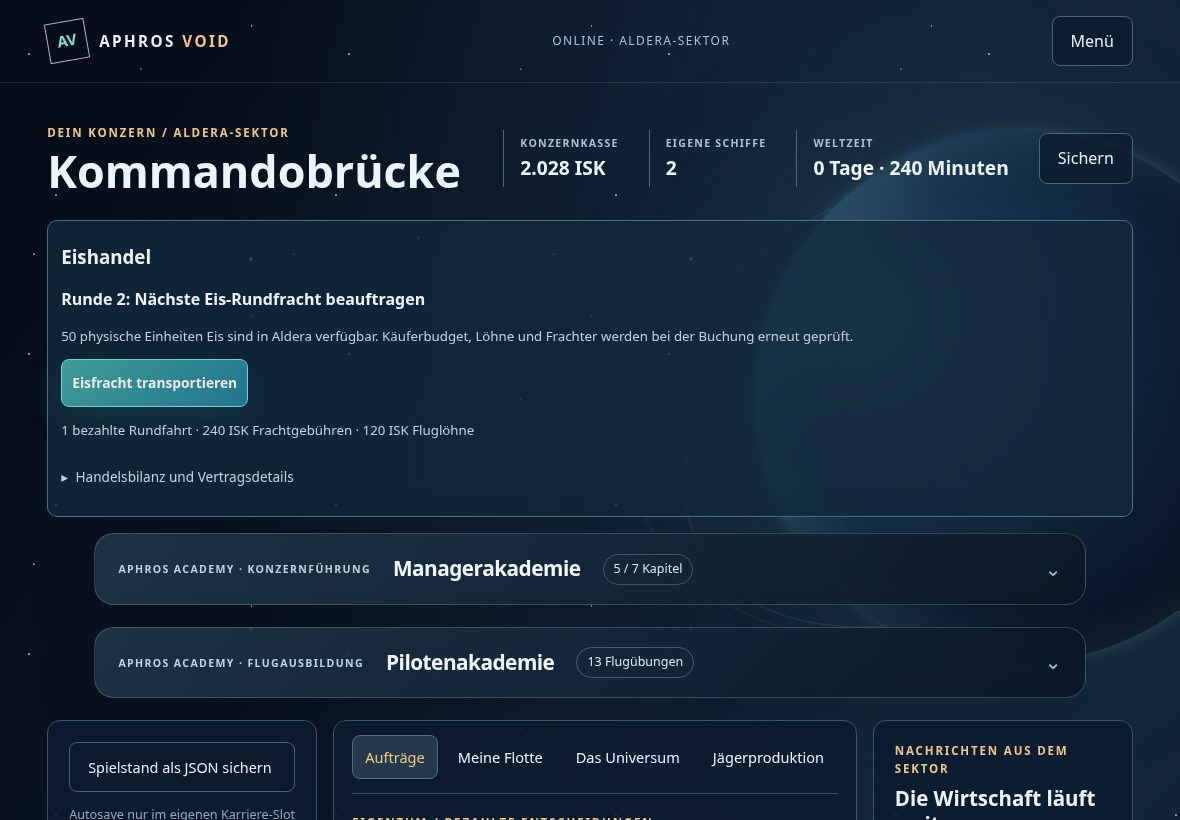 AV APHROS VOID
ONLINE · ALDERA-SEKTOR
Menü
DEIN KONZERN / ALDERA-SEKTOR
Kommandobrücke
KONZERNKASSE
2.028 ISK
EIGENE SCHIFFE
2
WELTZEIT
0 Tage · 240 Minuten
Sichern
Eishandel
Runde 2: Nächste Eis-Rundfracht beauftragen
50 physische Einheiten Eis sind in Aldera verfügbar. Käuferbudget, Löhne und Frachter werden bei der Buchung erneut geprüft.
Eisfracht transportieren
1 bezahlte Rundfahrt · 240 ISK Frachtgebühren · 120 ISK Fluglöhne
▸ Handelsbilanz und Vertragsdetails
APHROS ACADEMY · KONZERNFÜHRUNG Managerakademie 5 / 7 Kapitel
APHROS ACADEMY · FLUGAUSBILDUNG Pilotenakademie 13 Flugübungen
Spielstand als JSON sichern
Autosave nur im eigenen Karriere-Slot
Aufträge Meine Flotte Das Universum Jägerproduktion
EIGENTUM / BEZAHLTE ENTSCHEIDUNGEN
NACHRICHTEN AUS DEM
SEKTOR
Die Wirtschaft läuft